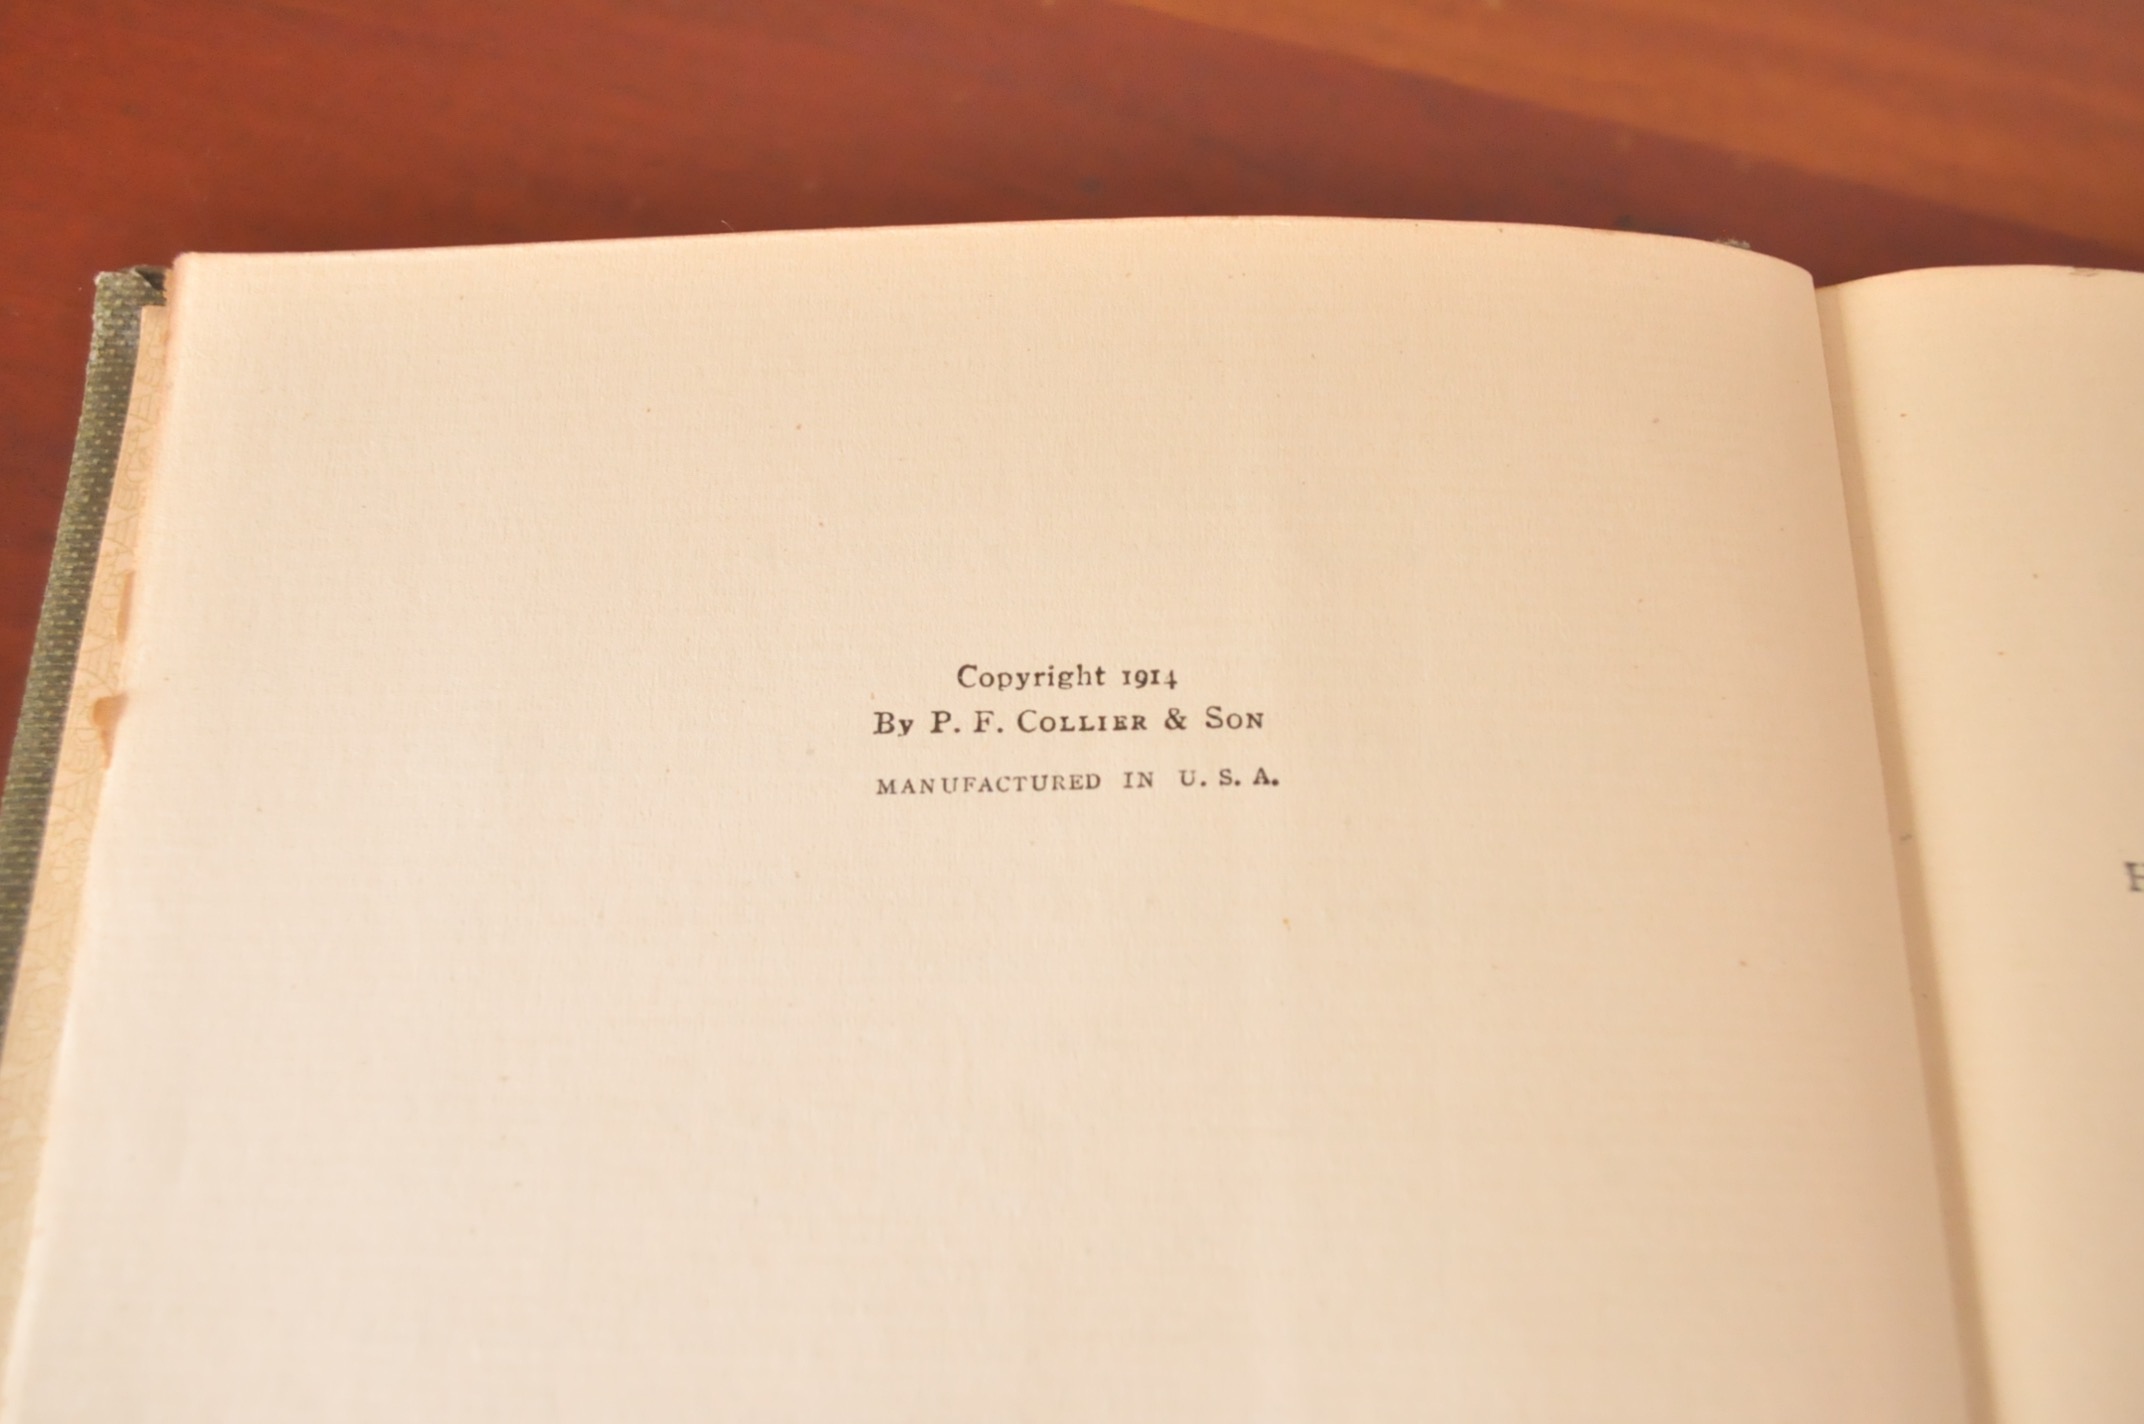 Copyright 1914
By P. F. COLLIER & SON
MANUFACTURED IN U. S. A.